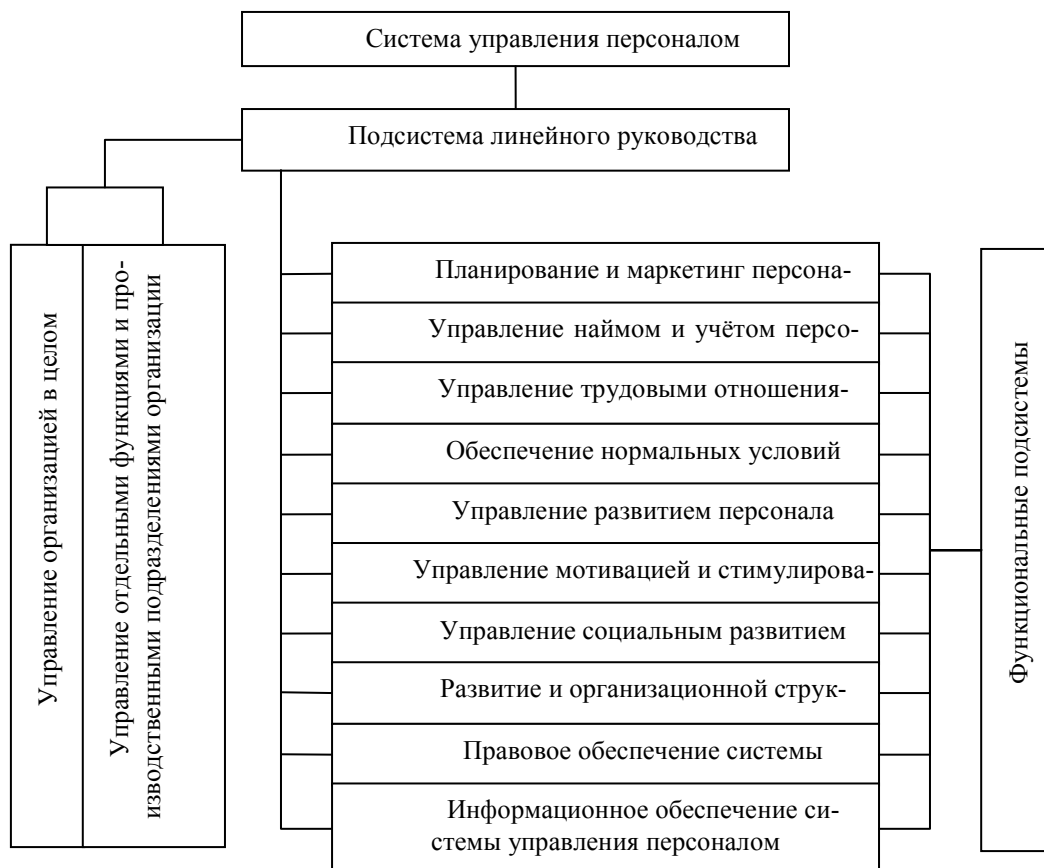 Система управления персоналом
Подсистема линейного руководства
Управление организацией в целом
Управление отдельными функциями и про-
изводственными подразделениями организации
Планирование и маркетинг персона-
Управление наймом и учётом персо-
Управление трудовыми отношения-
Обеспечение нормальных условий
Управление развитием персонала
Управление мотивацией и стимулирова-
Управление социальным развитием
Развитие и организационной струк-
Правовое обеспечение системы
Информационное обеспечение си-
стемы управления персоналом
Функциональные подсистемы